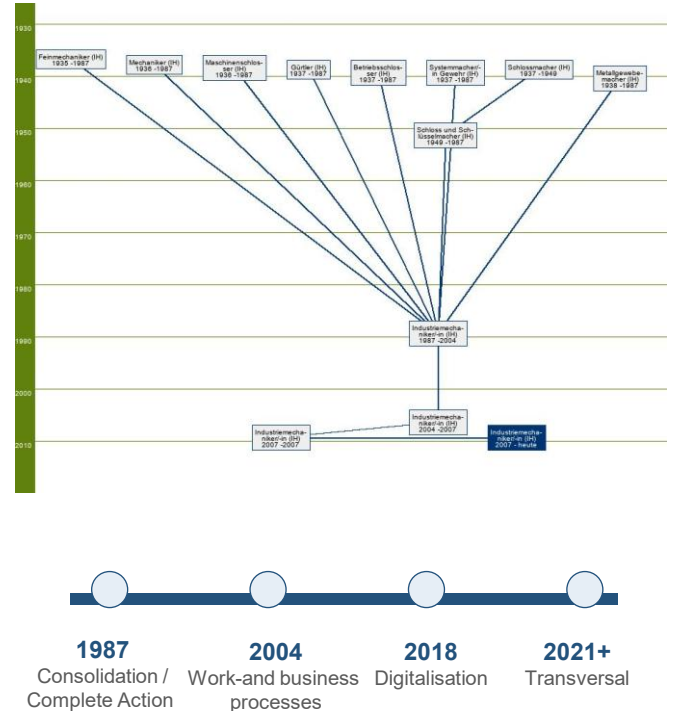 1930
Feinmechaniker (IH)
1935 -1987
Mechaniker (IH)
1936 -1987
Maschinenschlos-
ser (IH)
1936 -1987
Gürtler (IH)
1937 -1987
Betriebsschlos-
ser (IH)
1937 -1987
Systemmacher/-
in Gewehr (IH)
1937 -1987
Schlossmacher (IH)
1937 -1949
Metallgewebe-
macher (IH)
1938 -1987
1940
1950
Schloss und Sch-
lüsselmacher (IH)
1949 -1987
1960
1970
1980
Industriemecha-
niker/-in (IH)
1987 -2004
1990
2000
Industriemecha-
niker/-in (IH)
2004 -2007
Industriemecha-
niker/-in (IH)
2007 -2007
Industriemecha-
niker/-in (IH)
2007 - heute
2010
1987
Consolidation /
Complete Action
2004
Work-and business
processes
2018
Digitalisation
2021+
Transversal